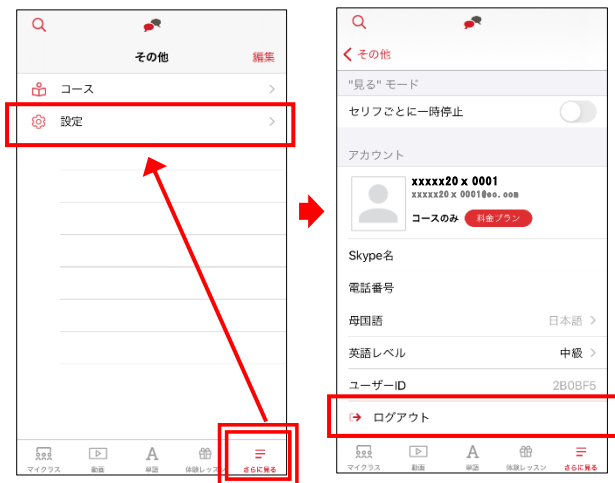 その他
編集
コース
設定
マイクラス
動画
単語
体験レッスン
さらに見る
その他
"見る" モード
セリフごとに一時停止
アカウント
xxxxx20 x 0001
xxxxx20 x 0001@eo.com
コースのみ
料金プラン
Skype名
電話番号
母国語 日本語
英語レベル 中級
ユーザーID 2B0BF5
ログアウト
マイクラス
動画
単語
体験レッスン
さらに見る